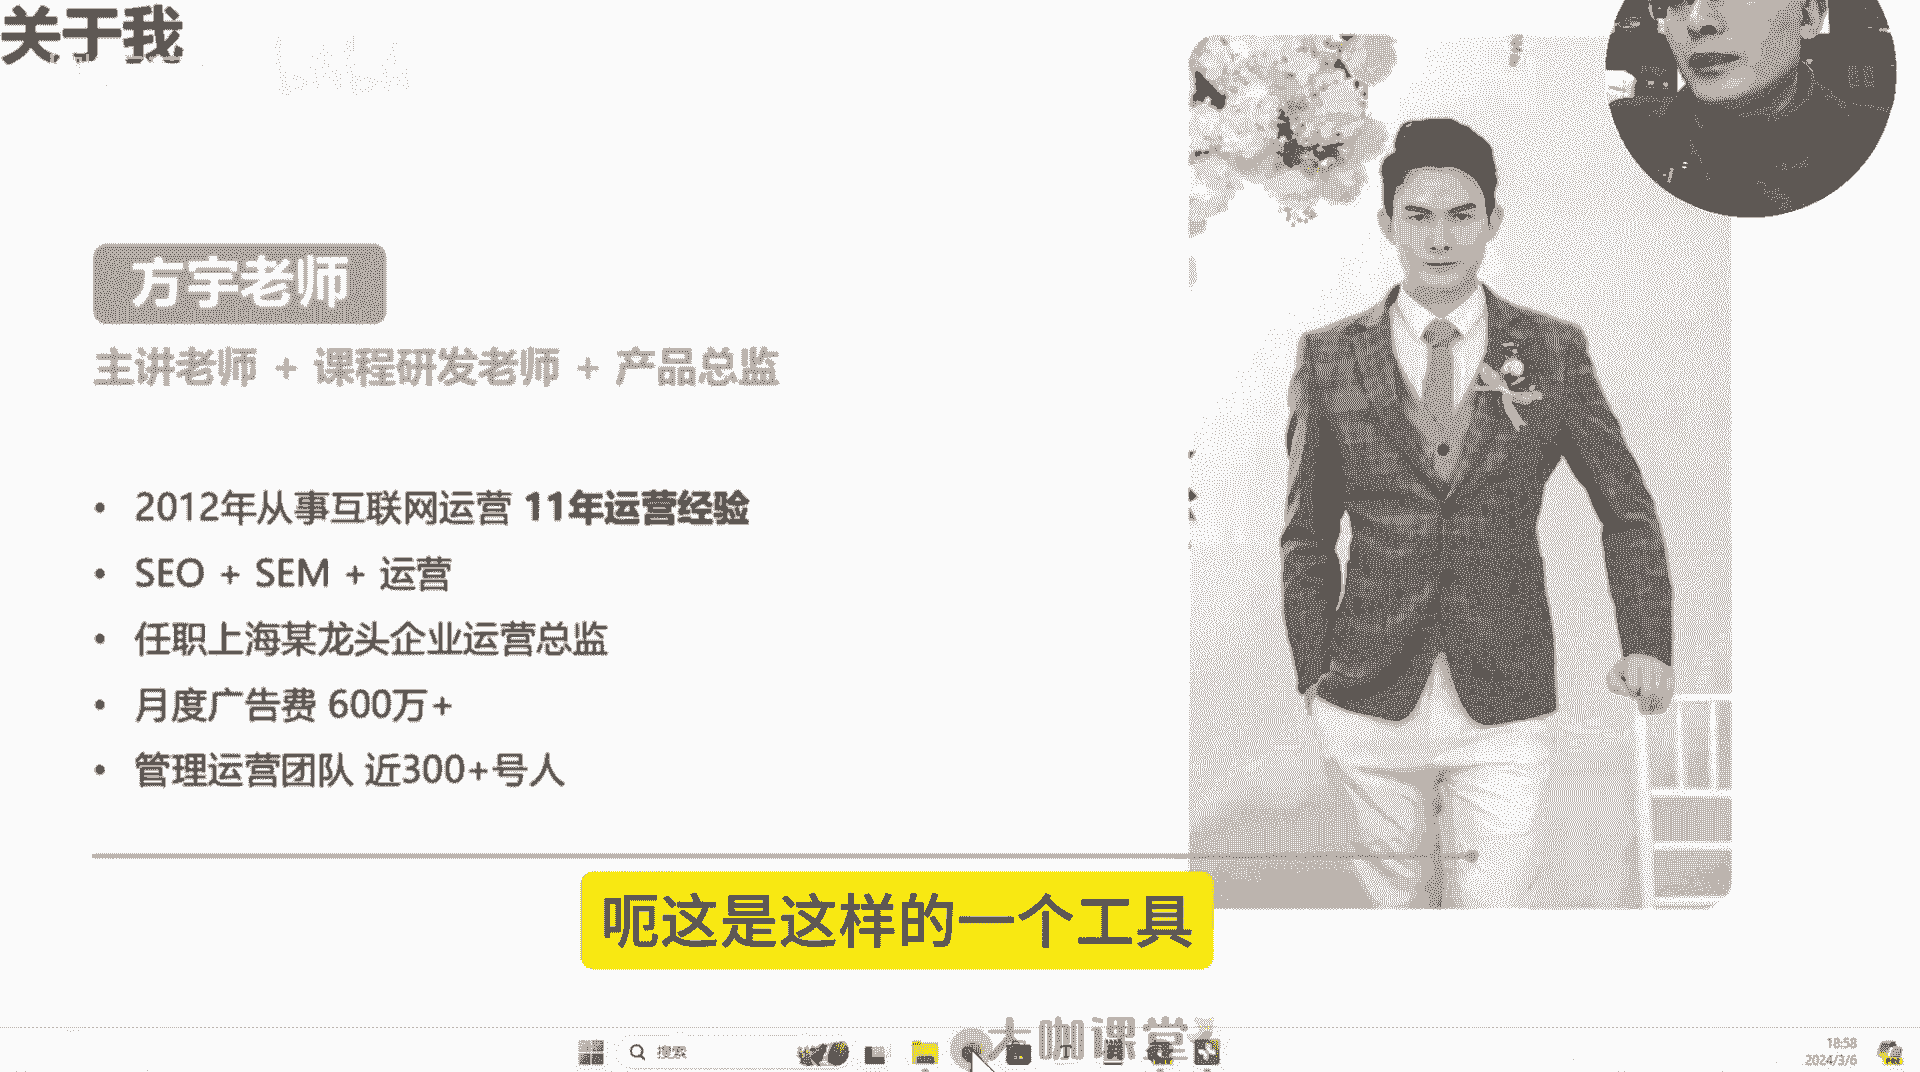 关于我
bilibili
方宇老师
主讲老师 + 课程研发老师 + 产品总监
• 2012年从事互联网运营 11年运营经验
• SEO + SEM + 运营
• 任职上海某龙头企业运营总监
• 月度广告费 600万+
• 管理运营团队 近300+号人
呃这是这样的一个工具
大咖课堂
搜索
18:58
2024/3/6